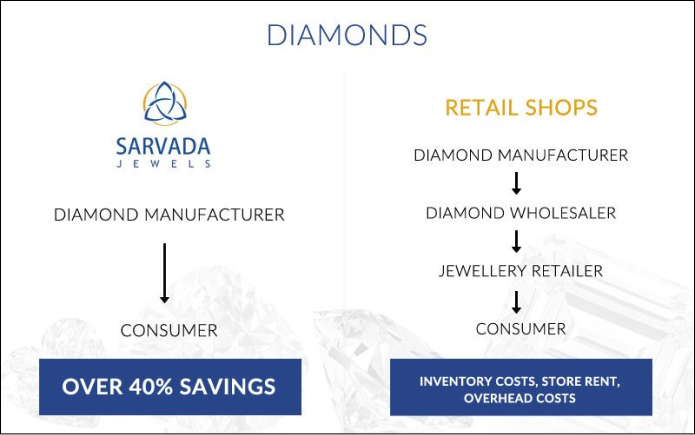 DIAMONDS
SARVADA
JEWELS
DIAMOND MANUFACTURER
CONSUMER
OVER 40% SAVINGS
RETAIL SHOPS
DIAMOND MANUFACTURER
DIAMOND WHOLESALER
JEWELLERY RETAILER
CONSUMER
INVENTORY COSTS, STORE RENT,
OVERHEAD COSTS